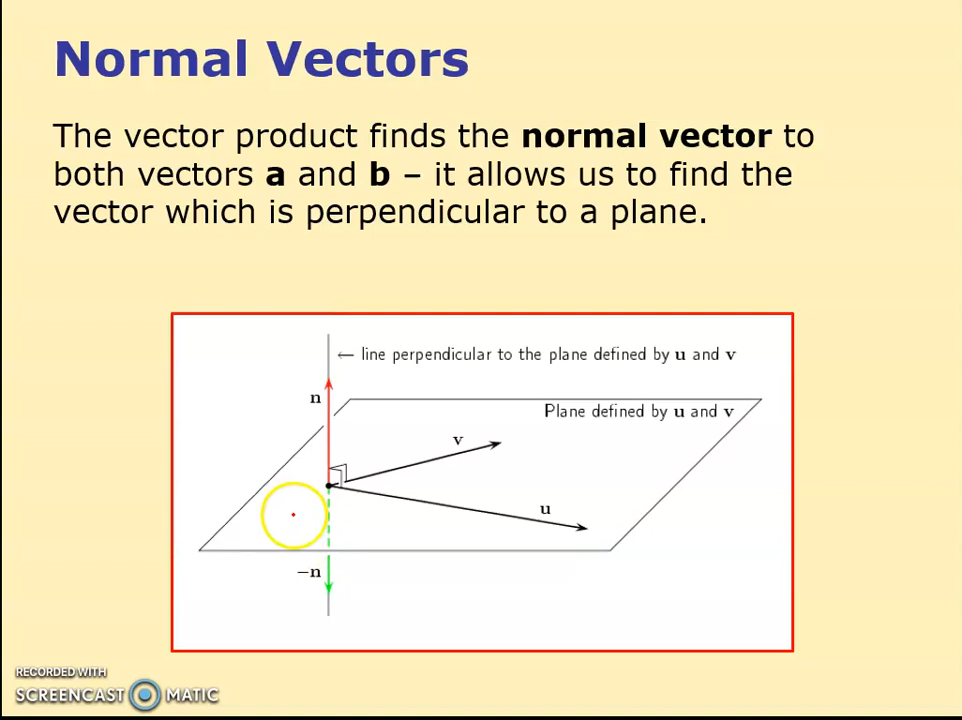 Normal Vectors
The vector product finds the normal vector to
both vectors a and b – it allows us to find the
vector which is perpendicular to a plane.
← line perpendicular to the plane defined by u and v
n
Plane defined by u and v
v
u
−n
RECORDED WITH
SCREENCAST MATIC